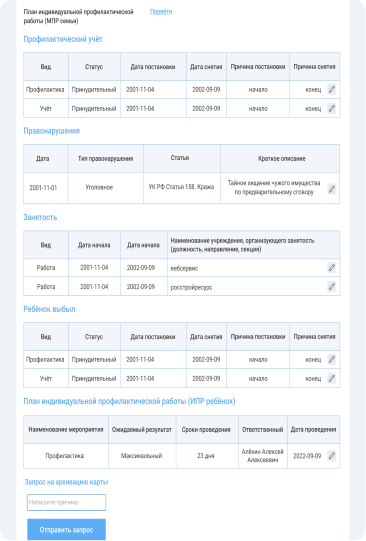 План индивидуальной профилактической Перейти
работы (МПР семья)
Профилактический учёт
Вид Статус Дата постановки Дата снятия Причина постановки Причина снятия
Профилактика Принудительный 2001-11-04 2002-09-09 начало конец
Учёт Принудительный 2001-11-04 2002-09-09 начало конец
Правонарушения
Дата Тип правонарушения Статья Краткое описание
2001-11-01 Уголовное УК РФ Статья 158. Кража Тайное хищение чужого имущества
по предварительному сговору
Занятость
Вид Дата начала Дата начала Наименование учреждения, организующего занятость
(должность, направление, секция)
Работа 2001-11-04 2002-09-09 вебсервис
Работа 2001-11-04 2002-09-09 росстройресурс
Ребёнок выбыл
Вид Статус Дата постановки Дата снятия Причина постановки Причина снятия
Профилактика Принудительный 2001-11-04 2002-09-09 начало конец
Учёт Принудительный 2001-11-04 2002-09-09 начало конец
План индивидуальной профилактической работы (ИПР ребёнок)
Наименование мероприятия Ожидаемый результат Сроки проведения Ответственный Дата проведения
Профилактика Максимальный 23 дня Алёхин Алексей
Алексеевич 2022-09-09
Запрос на архивацию карты
Напишите причину
Отправить запрос